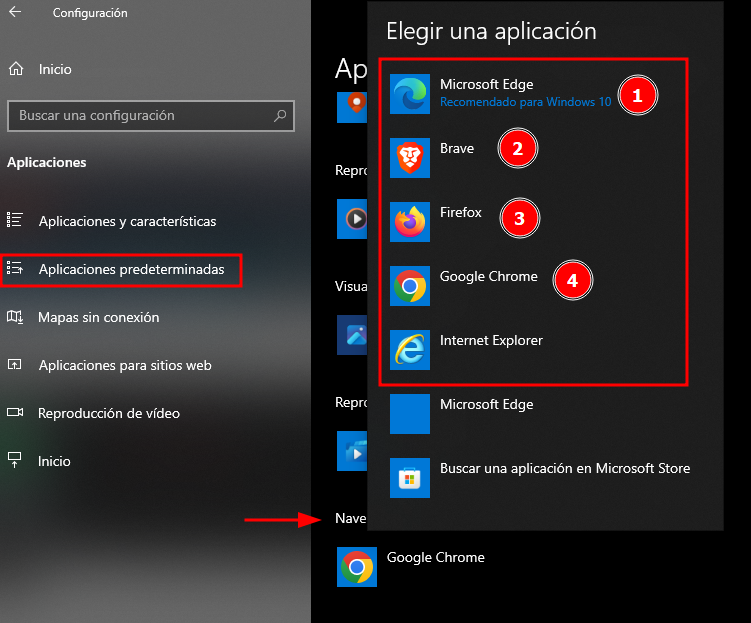 Configuración
Inicio
Buscar una configuración
Aplicaciones
Aplicaciones y características
Aplicaciones predeterminadas
Mapas sin conexión
Aplicaciones para sitios web
Reproducción de vídeo
Inicio
Ap
Repro
Visua
Repro
Nave
Google Chrome
Elegir una aplicación
Microsoft Edge
Recomendado para Windows 10
1
Brave
2
Firefox
3
Google Chrome
4
Internet Explorer
Microsoft Edge
Buscar una aplicación en Microsoft Store